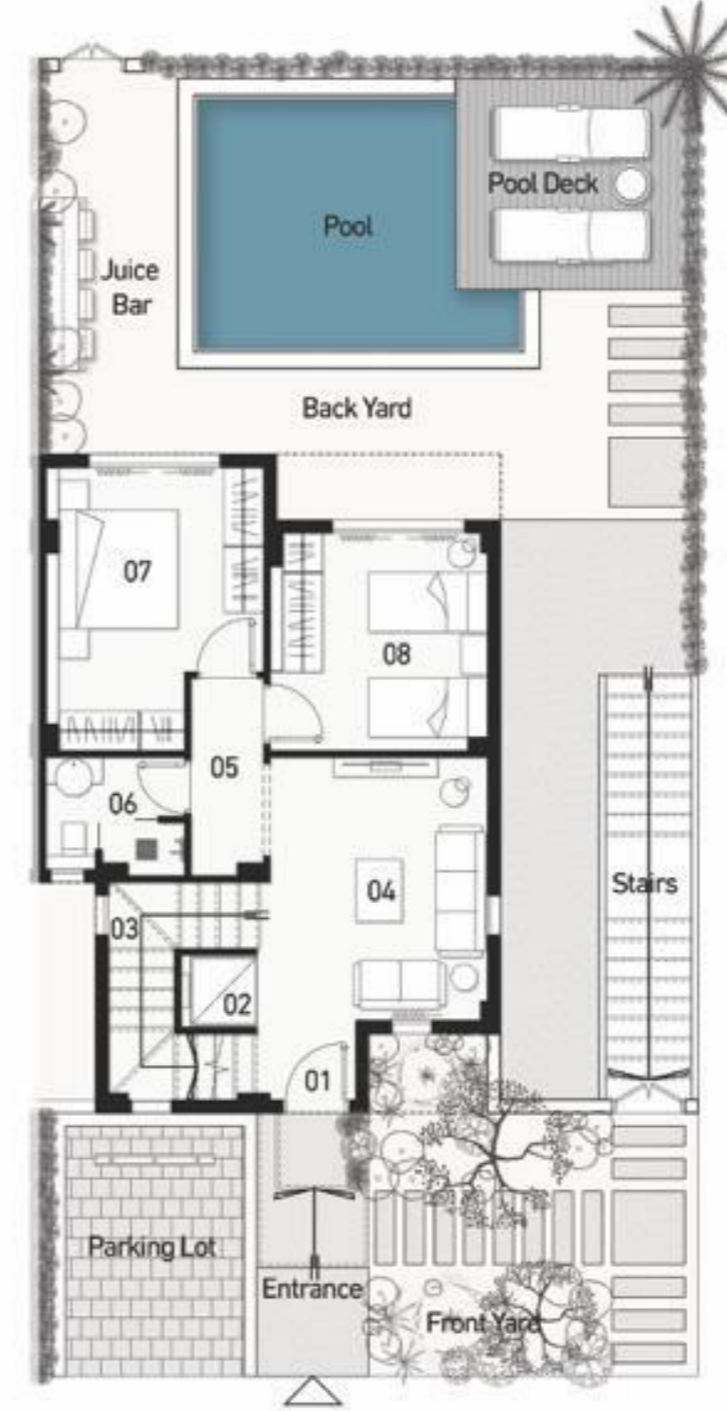 Pool Deck
Pool
Juice
Bar
Back Yard
07
08
05
06
04
Stairs
03
02
01
Parking Lot
Entrance
Front Yard